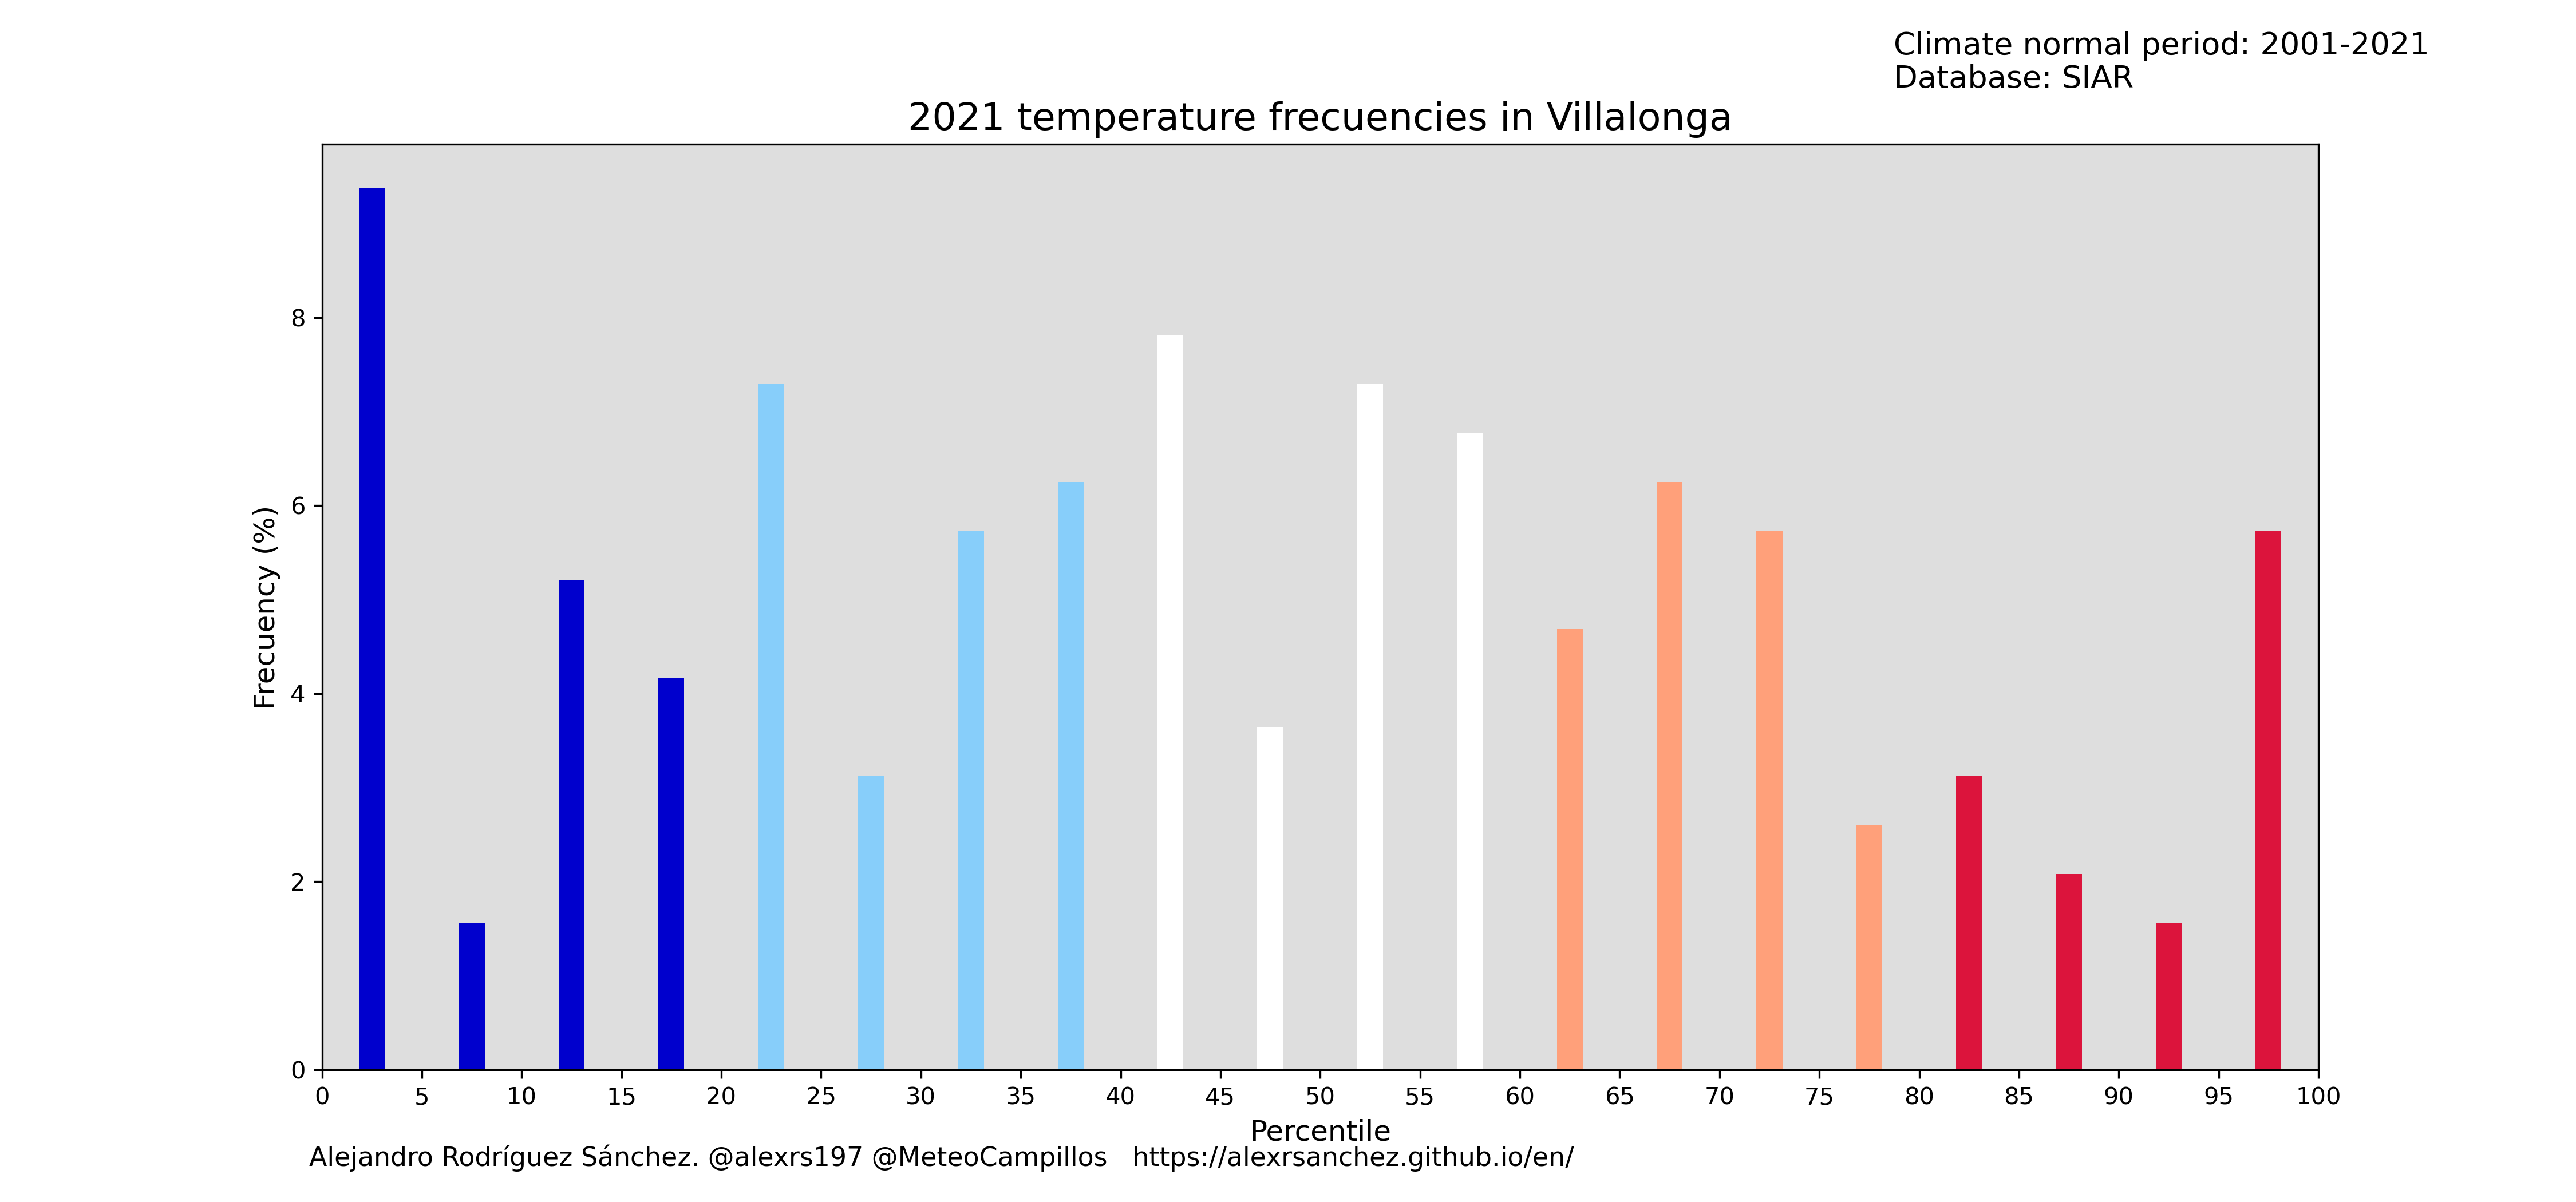 Climate normal period: 2001-2021
Database: SIAR
2021 temperature frecuencies in Villalonga
Frecuency (%)
8
6
4
2
0
0 5 10 15 20 25 30 35 40 45 50 55 60 65 70 75 80 85 90 95 100
Percentile
Alejandro Rodríguez Sánchez. @alexrs197 @MeteoCampillos https://alexrsanchez.github.io/en/